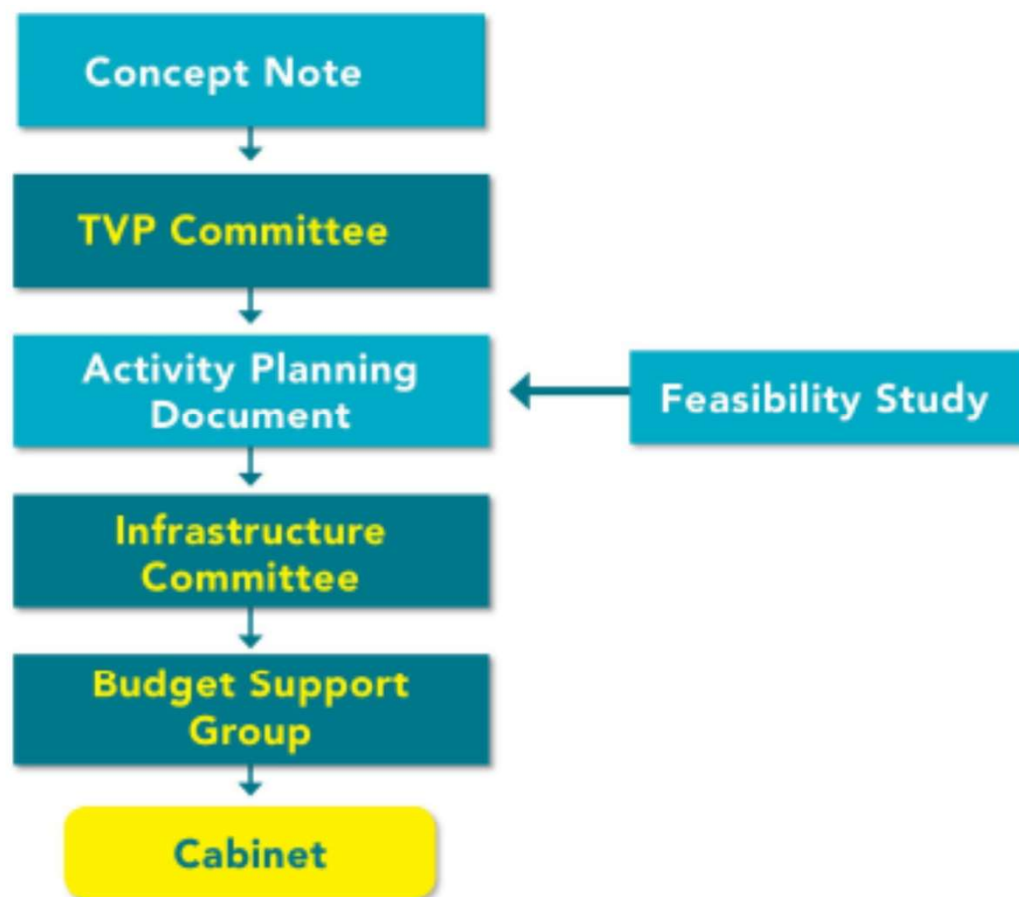 Concept Note
TVP Committee
Activity Planning
Document
Feasibility Study
Infrastructure
Committee
Budget Support
Group
Cabinet